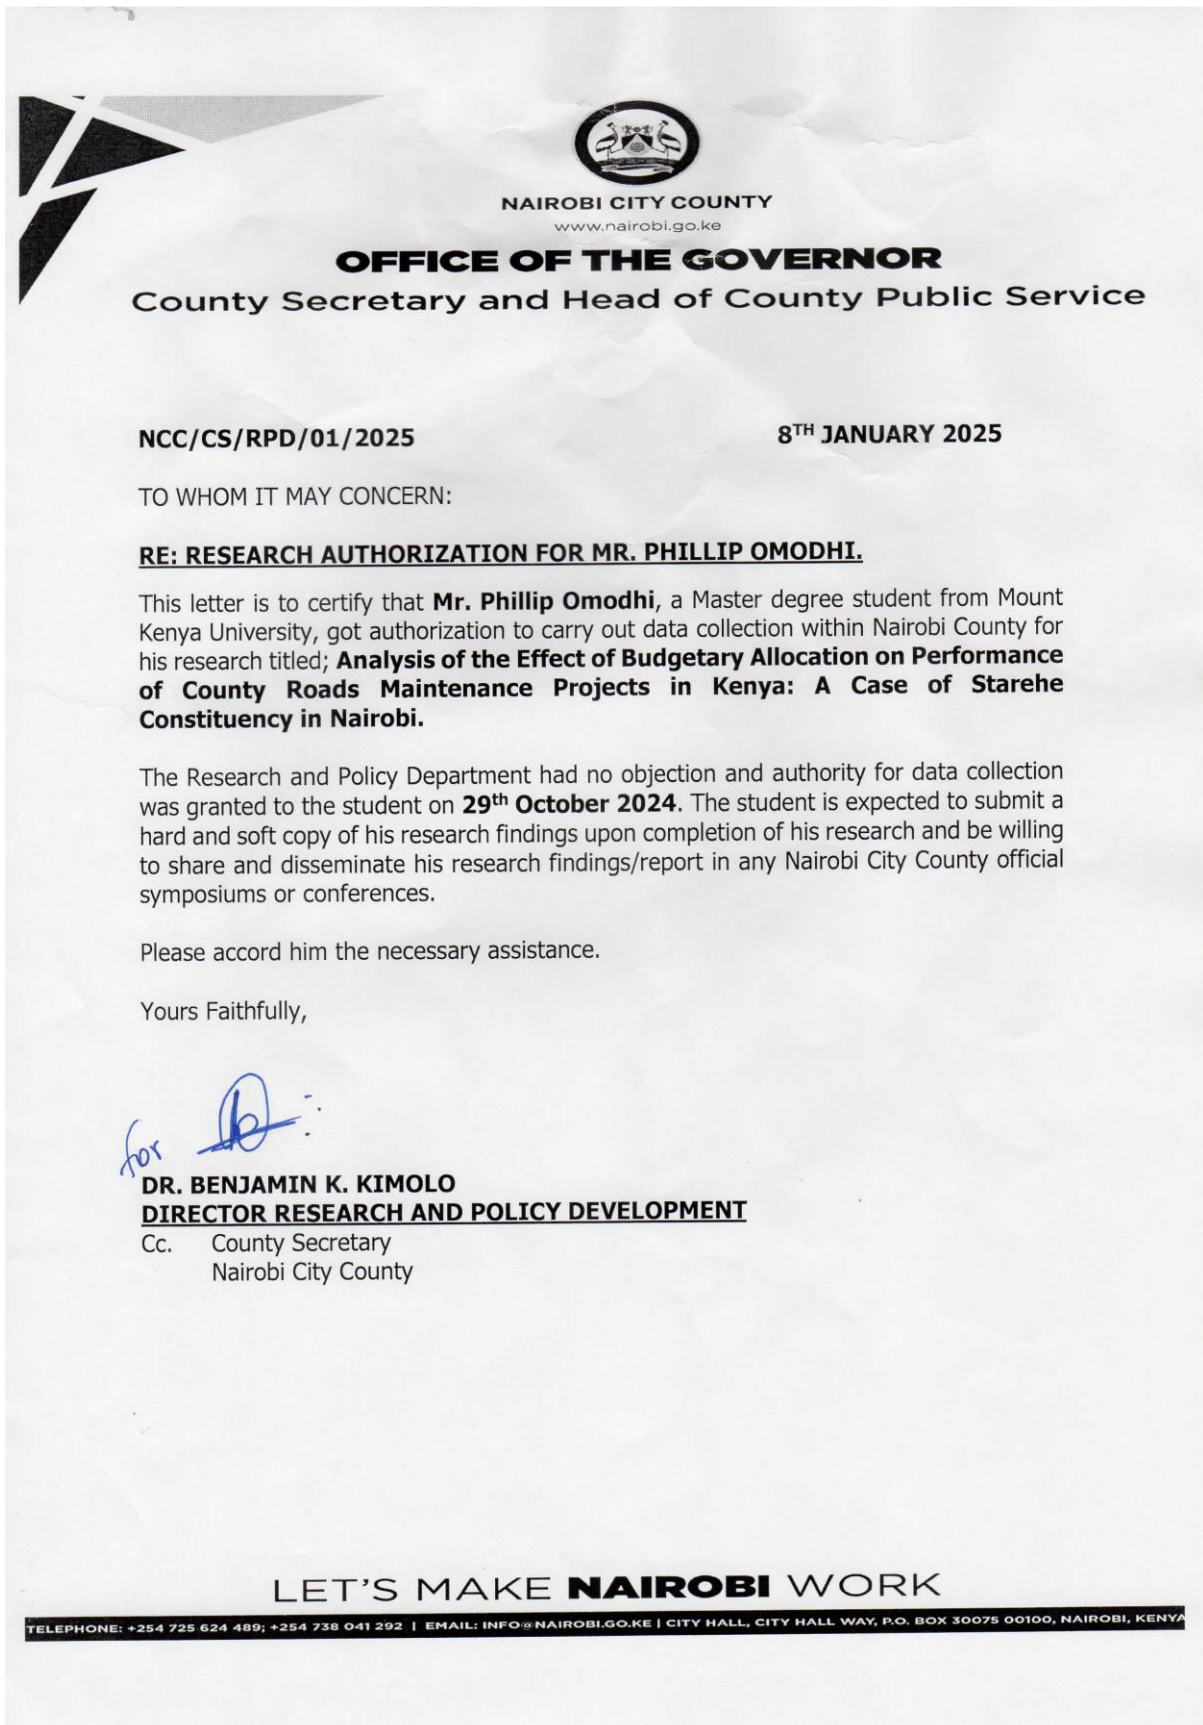 NAIROBI CITY COUNTY
www.nairobi.go.ke
OFFICE OF THE GOVERNOR
County Secretary and Head of County Public Service
NCC/CS/RPD/01/2025 8TH JANUARY 2025
TO WHOM IT MAY CONCERN:
RE: RESEARCH AUTHORIZATION FOR MR. PHILLIP OMODHI.
This letter is to certify that Mr. Phillip Omodhi, a Master degree student from Mount
Kenya University, got authorization to carry out data collection within Nairobi County for
his research titled; Analysis of the Effect of Budgetary Allocation on Performance
of County Roads Maintenance Projects in Kenya: A Case of Starehe
Constituency in Nairobi.
The Research and Policy Department had no objection and authority for data collection
was granted to the student on 29th October 2024. The student is expected to submit a
hard and soft copy of his research findings upon completion of his research and be willing
to share and disseminate his research findings/report in any Nairobi City County official
symposiums or conferences.
Please accord him the necessary assistance.
Yours Faithfully,
for
DR. BENJAMIN K. KIMOLO
DIRECTOR RESEARCH AND POLICY DEVELOPMENT
Cc. County Secretary
Nairobi City County
LET'S MAKE NAIROBI WORK
TELEPHONE: +254 725 624 489; +254 738 041 292 | EMAIL: INFO@NAIROBI.GO.KE | CITY HALL, CITY HALL WAY, P.O. BOX 30075 00100, NAIROBI, KENYA